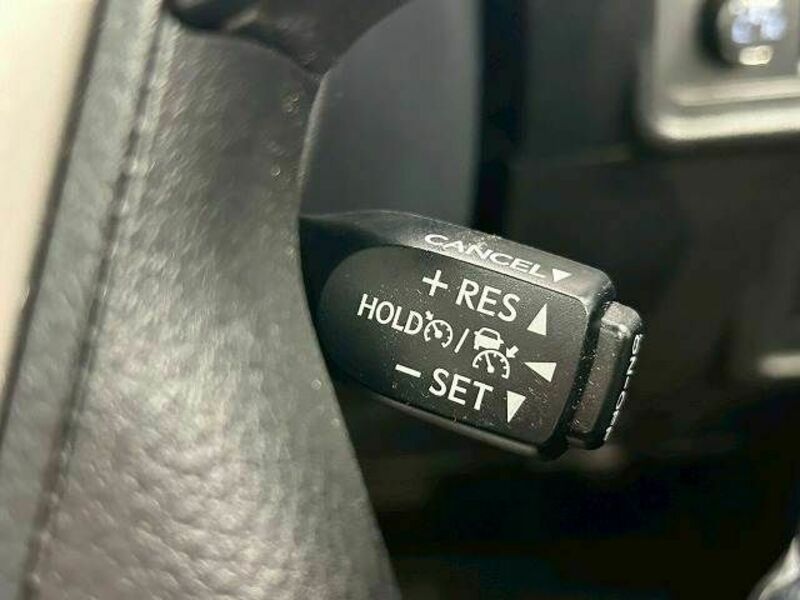 CANCEL▼
+ RES ▲
HOLD /
− SET ▼